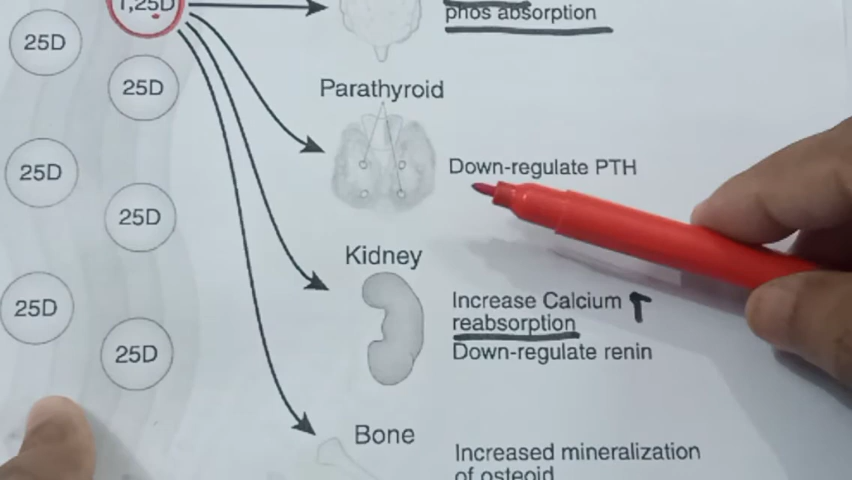 1,25D
phos absorption
25D
25D
Parathyroid
Down-regulate PTH
25D
25D
Kidney
Increase Calcium
reabsorption
Down-regulate renin
25D
25D
Bone
Increased mineralization
of osteoid